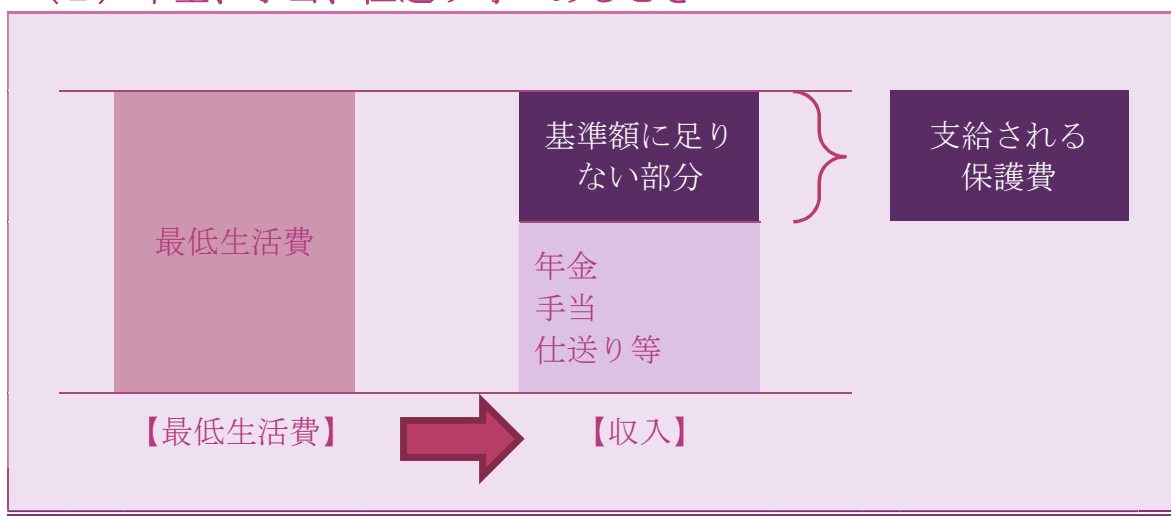 最低生活費
基準額に足り
ない部分
支給される
保護費
年金
手当
仕送り等
【最低生活費】
【収入】